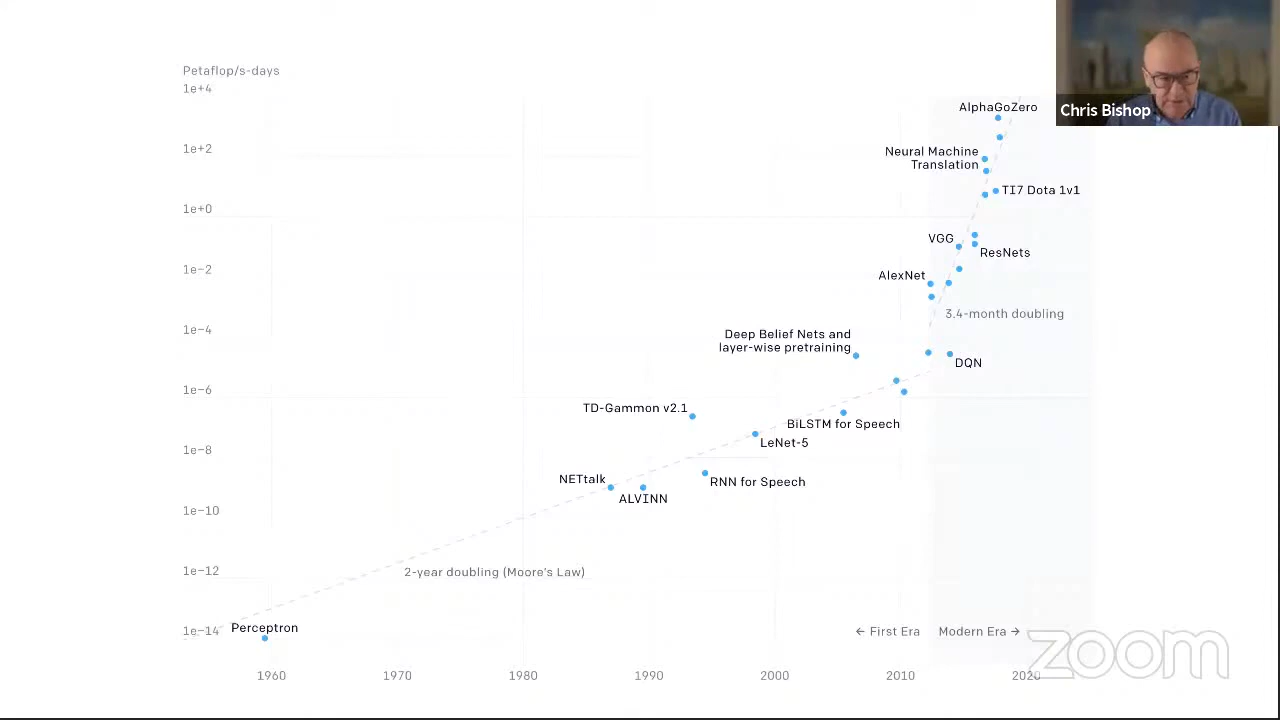 Petaflop/s-days
1e+4
1e+2
1e+0
1e-2
1e-4
1e-6
1e-8
1e-10
1e-12
1e-14
AlphaGoZero
Neural Machine
Translation
TI7 Dota 1v1
VGG
ResNets
AlexNet
3.4-month doubling
Deep Belief Nets and
layer-wise pretraining
DQN
TD-Gammon v2.1
BiLSTM for Speech
LeNet-5
NETtalk
RNN for Speech
ALVINN
2-year doubling (Moore's Law)
Perceptron
← First Era
Modern Era →
1960
1970
1980
1990
2000
2010
2020
Chris Bishop
zoom